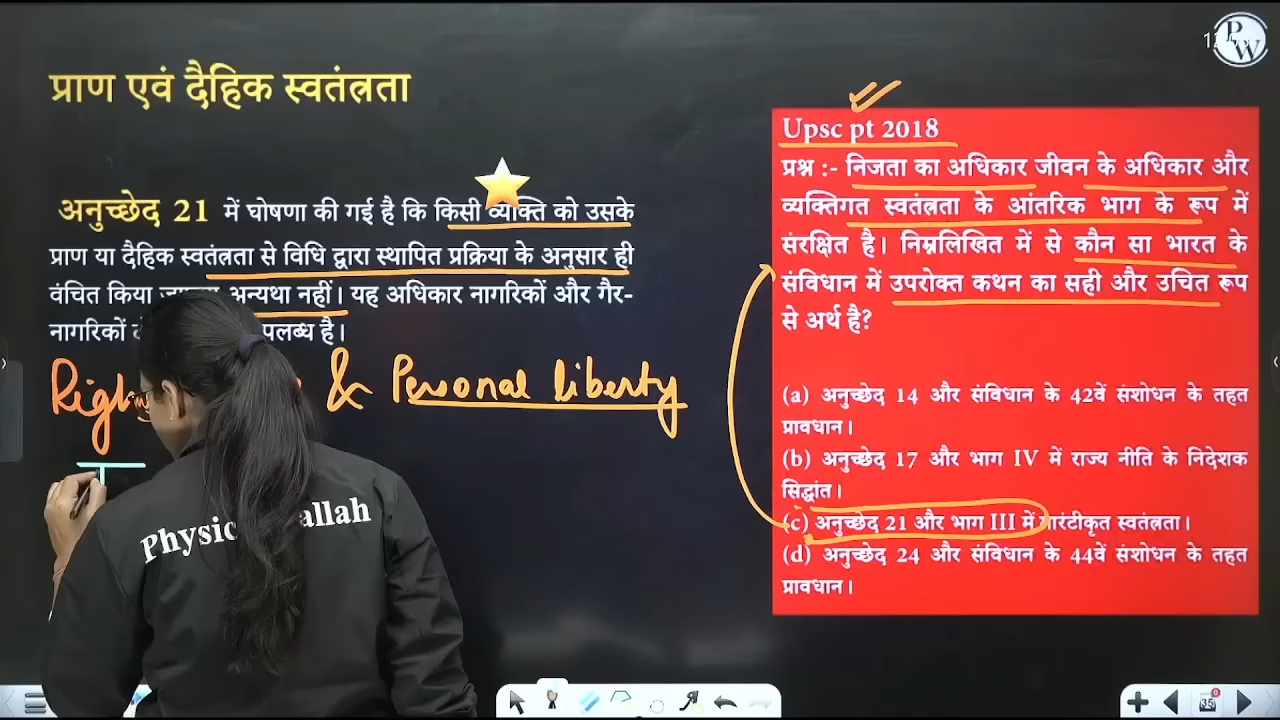 प्राण एवं दैहिक स्वतंत्रता
अनुच्छेद 21 में घोषणा की गई है कि किसी व्यक्ति को उसके
प्राण या दैहिक स्वतंत्रता से विधि द्वारा स्थापित प्रक्रिया के अनुसार ही
वंचित किया अन्यथा नहीं। यह अधिकार नागरिकों और गैर-
नागरिकों है।
& Personal liberty
PW
Upsc pt 2018
प्रश्न :- निजता का अधिकार जीवन के अधिकार और
व्यक्तिगत स्वतंत्रता के आंतरिक भाग के रूप में
संरक्षित है। निम्नलिखित में से कौन सा भारत के
संविधान में उपरोक्त कथन का सही और उचित रूप
से अर्थ है?
(a) अनुच्छेद 14 और संविधान के 42वें संशोधन के तहत
प्रावधान।
(b) अनुच्छेद 17 और भाग IV में राज्य नीति के निदेशक
सिद्धांत।
(c) अनुच्छेद 21 और भाग III में गारंटीकृत स्वतंत्रता।
(d) अनुच्छेद 24 और संविधान के 44वें संशोधन के तहत
प्रावधान।
35